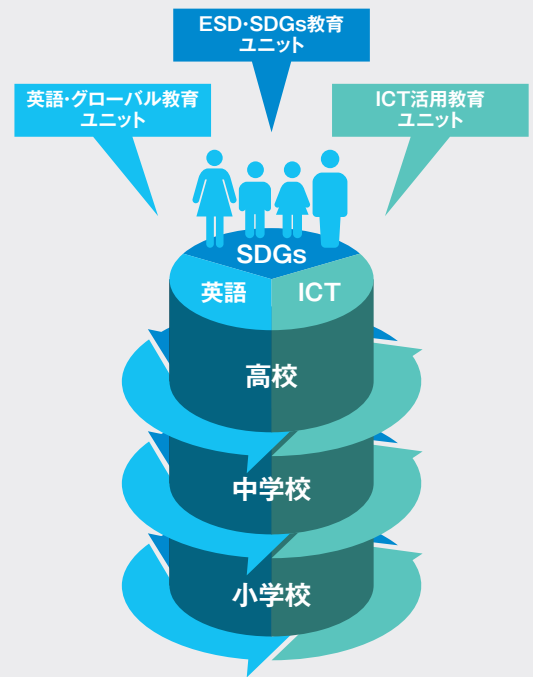 ESD・SDGs教育
ユニット
英語・グローバル教育
ユニット
ICT活用教育
ユニット
SDGs
英語
ICT
高校
中学校
小学校